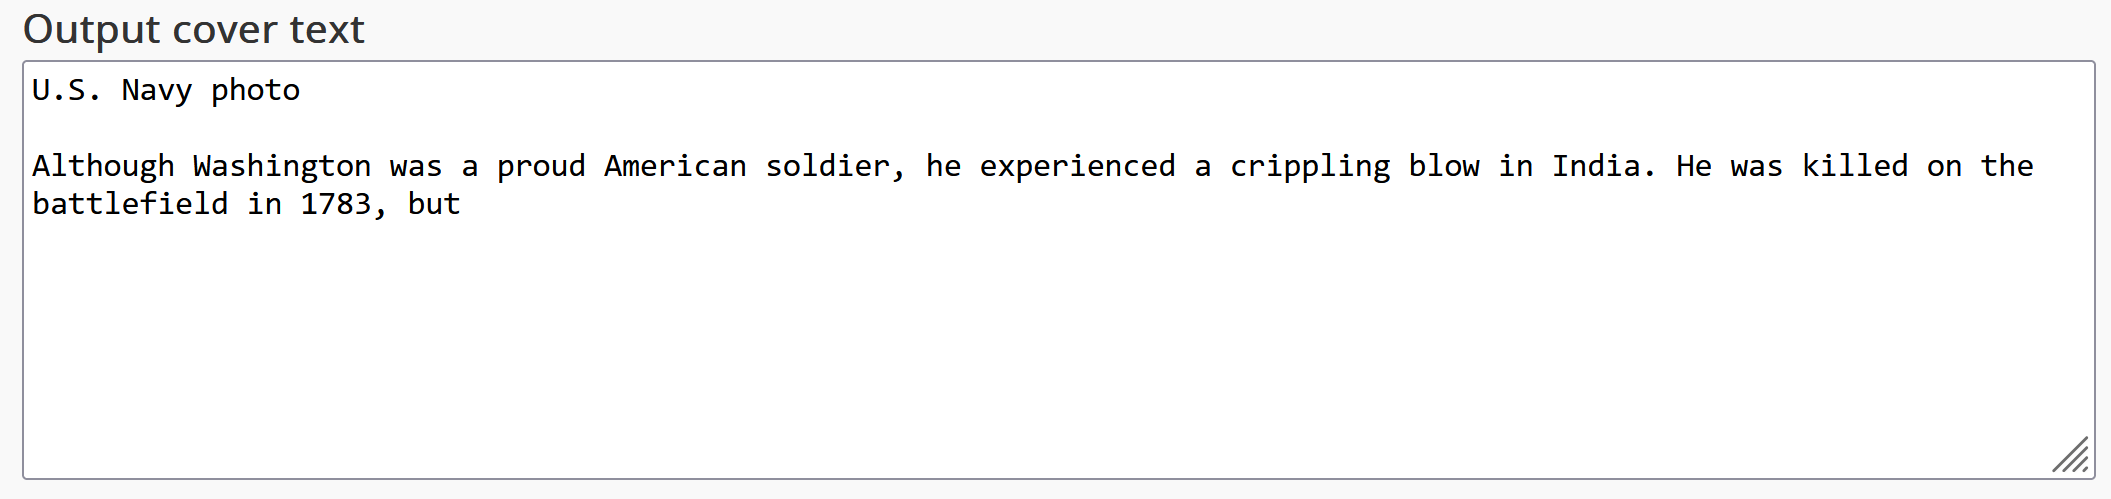 Output cover text
U.S. Navy photo
Although Washington was a proud American soldier, he experienced a crippling blow in India. He was killed on the
battlefield in 1783, but